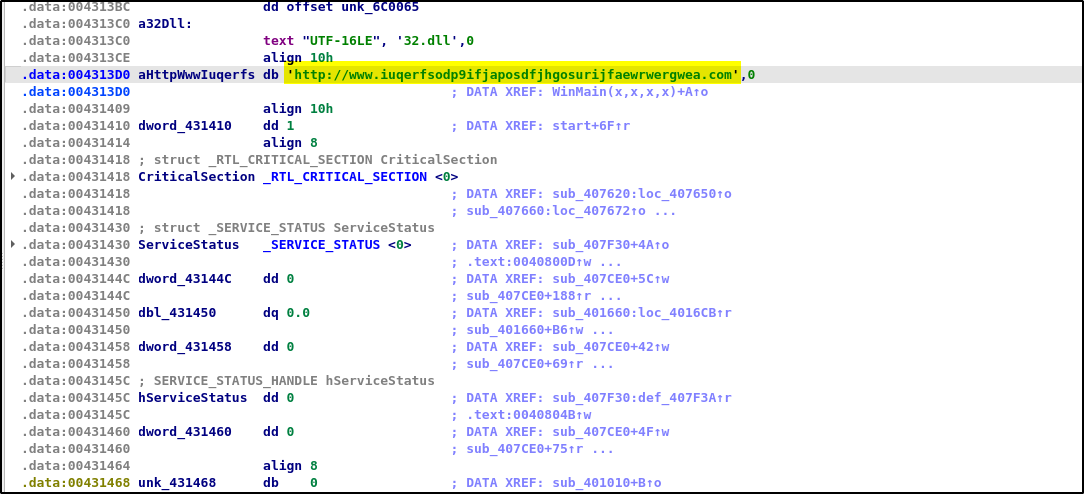 .data:004313BC dd offset unk_6C0065
.data:004313C0 a32Dll:
.data:004313C0 text "UTF-16LE", '32.dll',0
.data:004313CE align 10h
.data:004313D0 aHttpWwwIuqerfs db 'http://www.iuqerfsodp9ifjaposdfjhgosurijfaewrwergwea.com',0
.data:004313D0 ; DATA XREF: WinMain(x,x,x,x)+A↑o
.data:00431409 align 10h
.data:00431410 dword_431410 dd 1 ; DATA XREF: start+6F↑r
.data:00431414 align 8
.data:00431418 ; struct _RTL_CRITICAL_SECTION CriticalSection
.data:00431418 CriticalSection _RTL_CRITICAL_SECTION <0>
.data:00431418 ; DATA XREF: sub_407620:loc_407650↑o
.data:00431418 ; sub_407660:loc_407672↑o ...
.data:00431430 ; struct _SERVICE_STATUS ServiceStatus
.data:00431430 ServiceStatus _SERVICE_STATUS <0> ; DATA XREF: sub_407F30+4A↑o
.data:00431430 ; .text:0040800D↑w ...
.data:0043144C dword_43144C dd 0 ; DATA XREF: sub_407CE0+5C↑w
.data:0043144C ; sub_407CE0+188↑r ...
.data:00431450 dbl_431450 dq 0.0 ; DATA XREF: sub_401660:loc_4016CB↑r
.data:00431450 ; sub_401660+B6↑w ...
.data:00431458 dword_431458 dd 0 ; DATA XREF: sub_407CE0+42↑w
.data:00431458 ; sub_407CE0+69↑r ...
.data:0043145C ; SERVICE_STATUS_HANDLE hServiceStatus
.data:0043145C hServiceStatus dd 0 ; DATA XREF: sub_407F30:def_407F3A↑r
.data:0043145C ; .text:0040804B↑w
.data:00431460 dword_431460 dd 0 ; DATA XREF: sub_407CE0+4F↑w
.data:00431460 ; sub_407CE0+75↑r ...
.data:00431464 align 8
.data:00431468 unk_431468 db 0 ; DATA XREF: sub_401010+B↑o